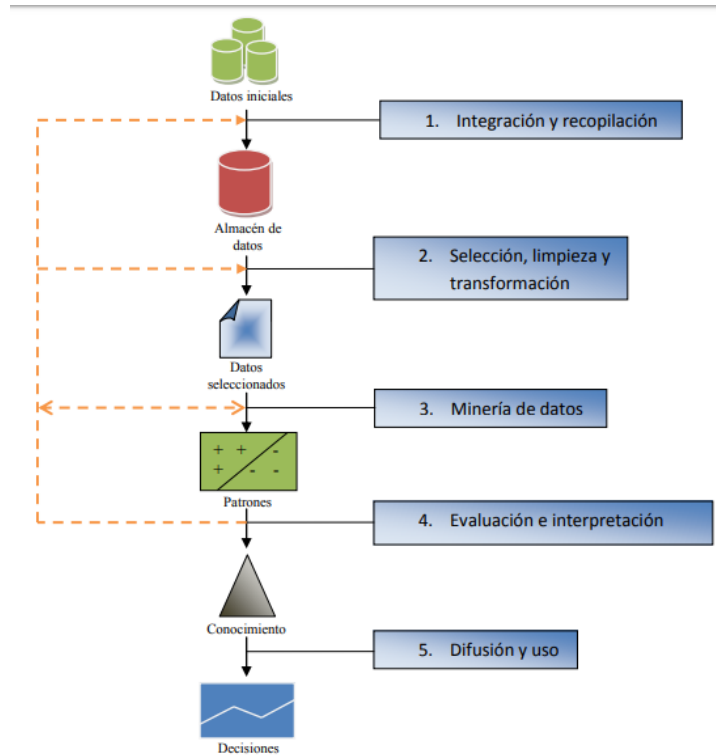 Datos iniciales
1. Integración y recopilación
Almacén de
datos
2. Selección, limpieza y
transformación
Datos
seleccionados
3. Minería de datos
+ + -
+ - -
Patrones
4. Evaluación e interpretación
Conocimiento
5. Difusión y uso
Decisiones